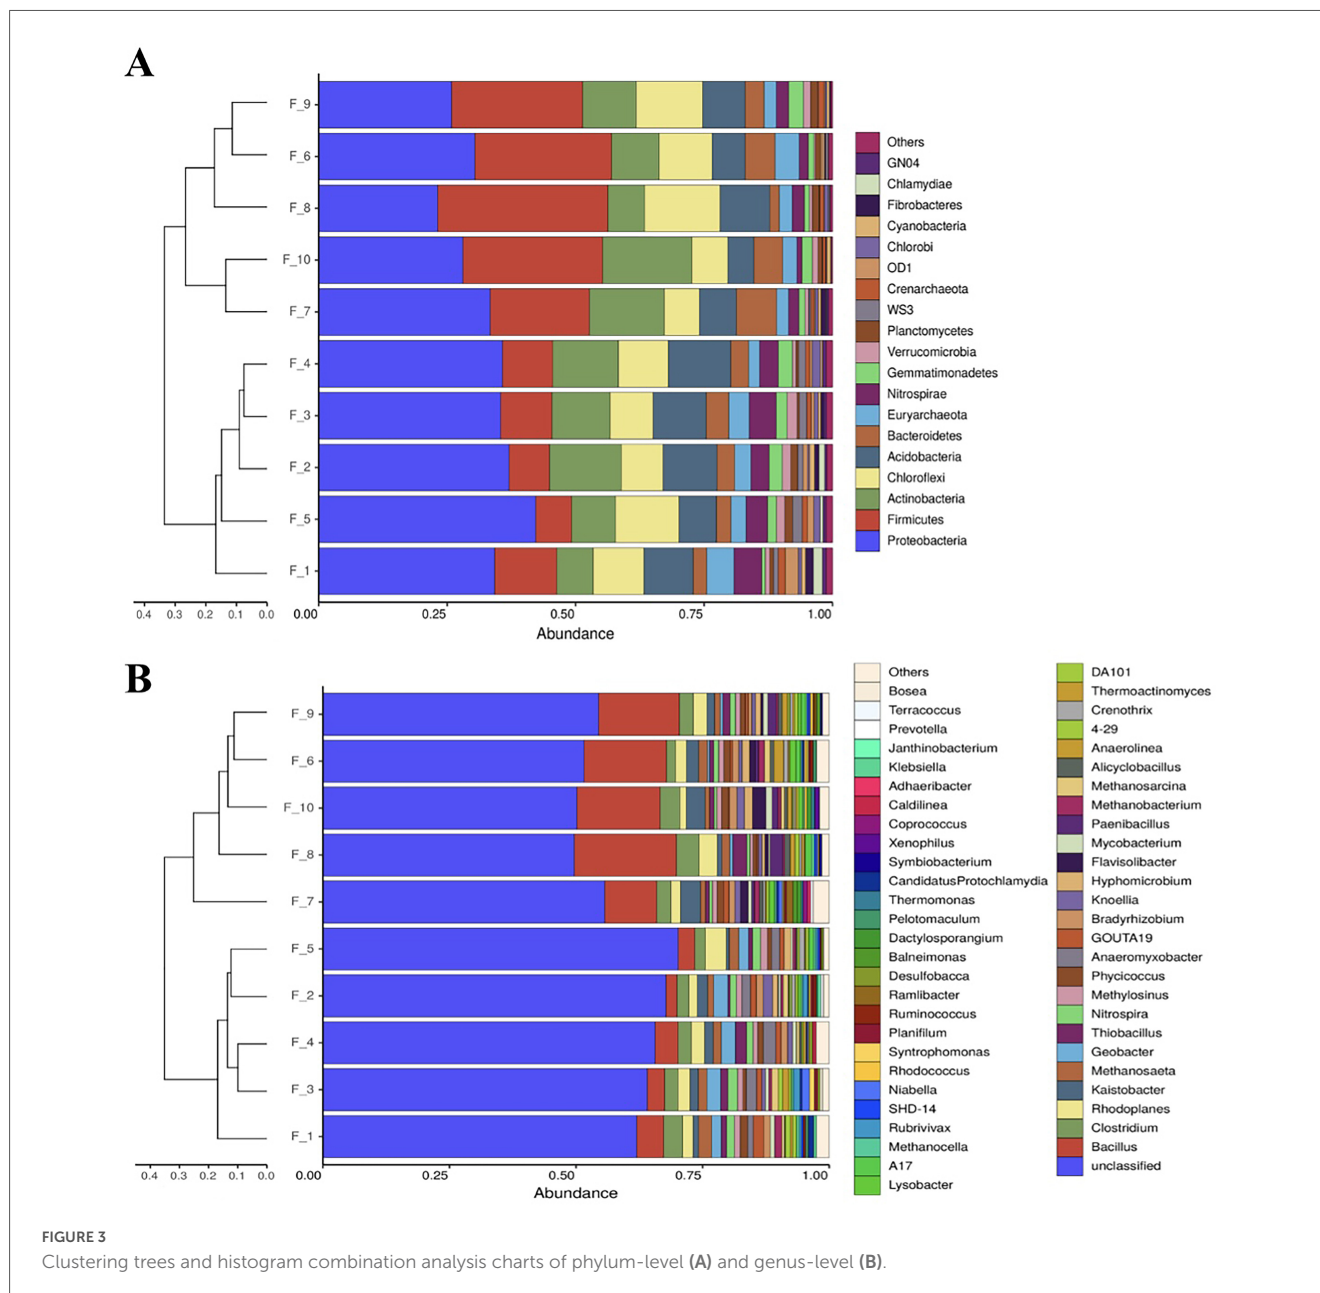 A
F_9
F_6
F_8
F_10
F_7
F_4
F_3
F_2
F_5
F_1
0.4 0.3 0.2 0.1 0.0
0.00 0.25 0.50 0.75 1.00
Abundance
Others
GN04
Chlamydiae
Fibrobacteres
Cyanobacteria
Chlorobi
OD1
Crenarchaeota
WS3
Planctomycetes
Verrucomicrobia
Gemmatimonadetes
Nitrospirae
Euryarchaeota
Bacteroidetes
Acidobacteria
Chloroflexi
Actinobacteria
Firmicutes
Proteobacteria
B
F_9
F_6
F_10
F_8
F_7
F_5
F_2
F_4
F_3
F_1
0.4 0.3 0.2 0.1 0.0
0.00 0.25 0.50 0.75 1.00
Abundance
Others
Bosea
Terracoccus
Prevotella
Janthinobacterium
Klebsiella
Adhaeribacter
Caldilinea
Coprococcus
Xenophilus
Symbiobacterium
CandidatusProtochlamydia
Thermomonas
Pelotomaculum
Dactylosporangium
Balneimonas
Desulfobacca
Ramlibacter
Ruminococcus
Planifilum
Syntrophomonas
Rhodococcus
Niabella
SHD-14
Rubrivivax
Methanocella
A17
Lysobacter
DA101
Thermoactinomyces
Crenothrix
4-29
Anaerolinea
Alicyclobacillus
Methanosarcina
Methanobacterium
Paenibacillus
Mycobacterium
Flavisolibacter
Hyphomicrobium
Knoellia
Bradyrhizobium
GOUTA19
Anaeromyxobacter
Phycicoccus
Methylosinus
Nitrospira
Thiobacillus
Geobacter
Methanosaeta
Kaistobacter
Rhodoplanes
Clostridium
Bacillus
unclassified
FIGURE 3
Clustering trees and histogram combination analysis charts of phylum-level (A) and genus-level (B).